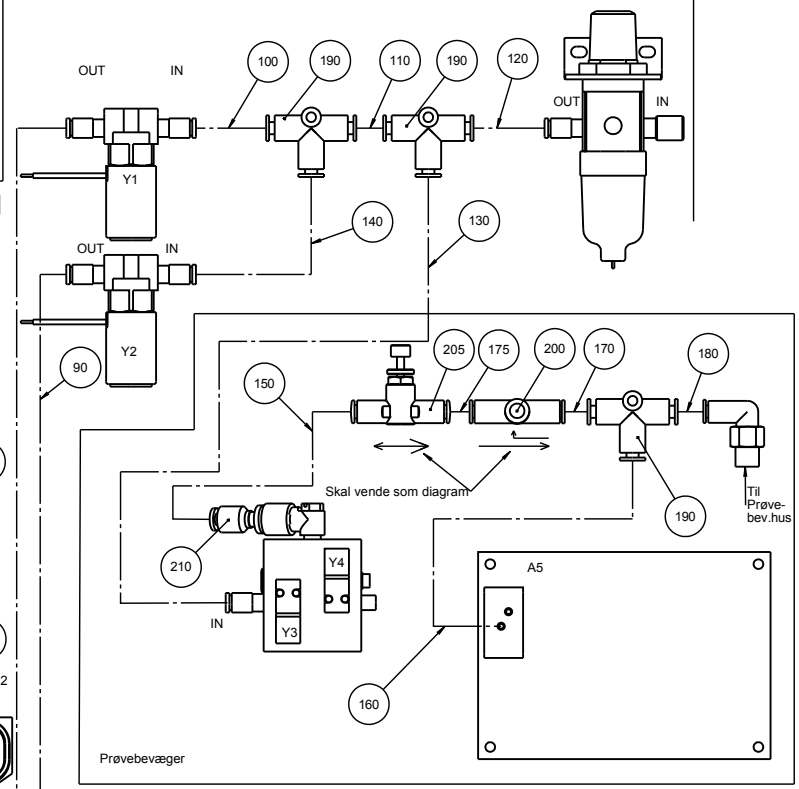 OUT
IN
100
190
110
190
120
OUT
IN
Y1
140
130
OUT
IN
Y2
90
150
205
175
200
170
180
Skal vende som diagram
Til
Prøve-
bev.hus
190
210
Y4
A5
IN
Y3
2
160
Prøvebevæger